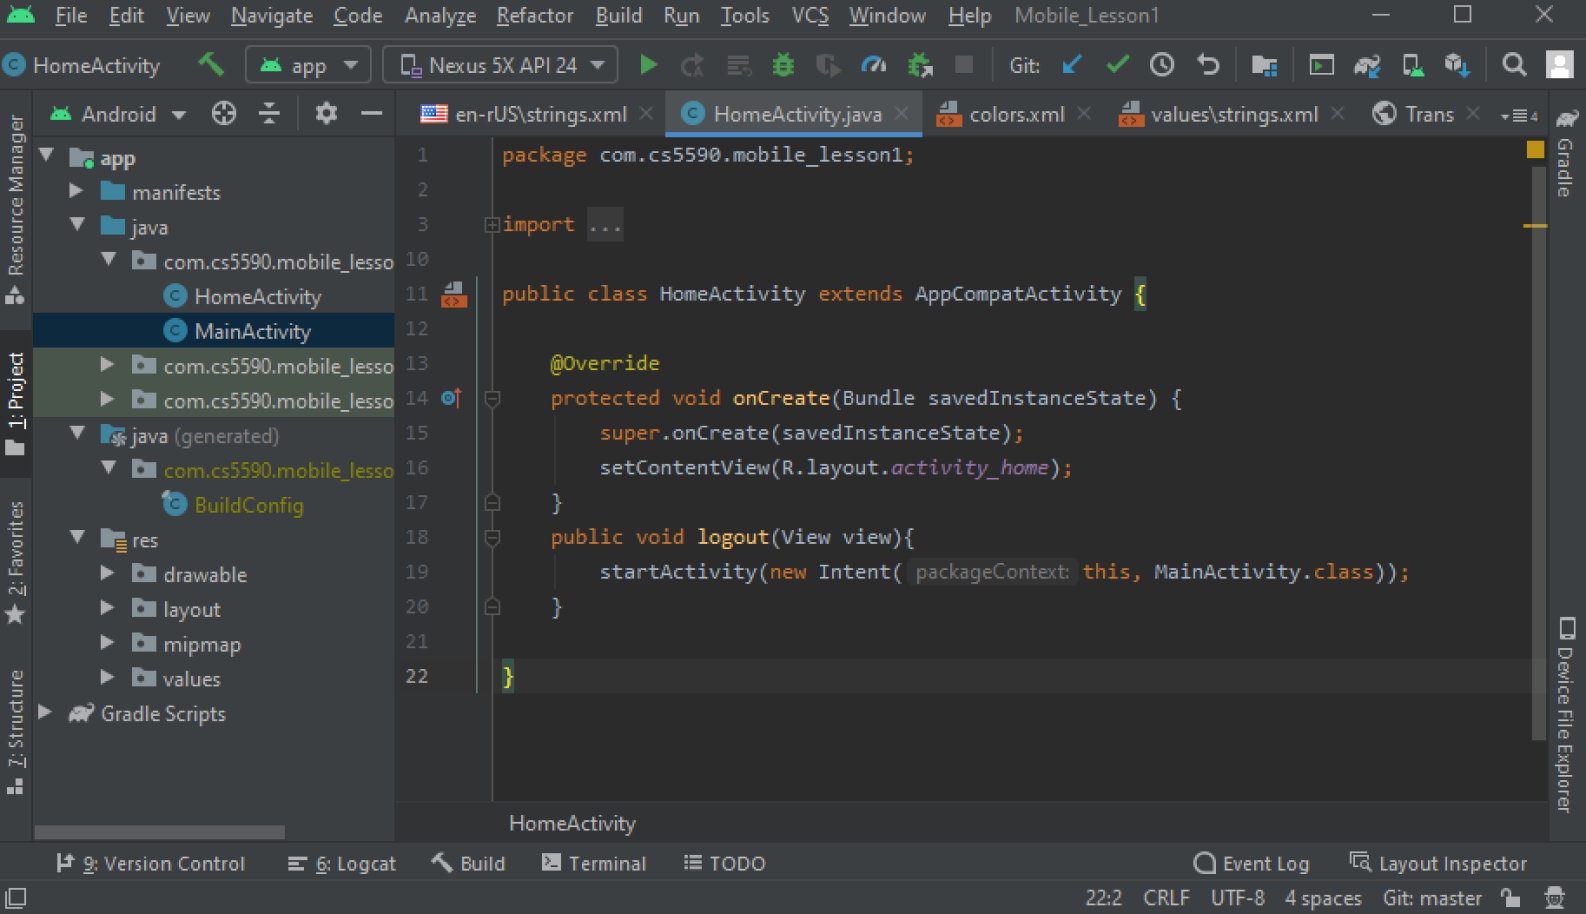 File Edit View Navigate Code Analyze Refactor Build Run Tools VCS Window Help Mobile_Lesson1
HomeActivity app Nexus 5X API 24 Git:
Android en-rUS\strings.xml HomeActivity.java colors.xml values\strings.xml Trans 4
Resource Manager
1: Project
2: Favorites
7: Structure
app
manifests
java
com.cs5590.mobile_lesso
HomeActivity
MainActivity
com.cs5590.mobile_lesso
com.cs5590.mobile_lesso
java (generated)
com.cs5590.mobile_lesso
BuildConfig
res
drawable
layout
mipmap
values
Gradle Scripts
1 package com.cs5590.mobile_lesson1;
2
3 import ...
10
11 public class HomeActivity extends AppCompatActivity {
12
13 @Override
14 protected void onCreate(Bundle savedInstanceState) {
15 super.onCreate(savedInstanceState);
16 setContentView(R.layout.activity_home);
17 }
18 public void logout(View view){
19 startActivity(new Intent( packageContext: this, MainActivity.class));
20 }
21
22 }
HomeActivity
Gradle
Device File Explorer
9: Version Control 6: Logcat Build Terminal TODO Event Log Layout Inspector
22:2 CRLF UTF-8 4 spaces Git: master